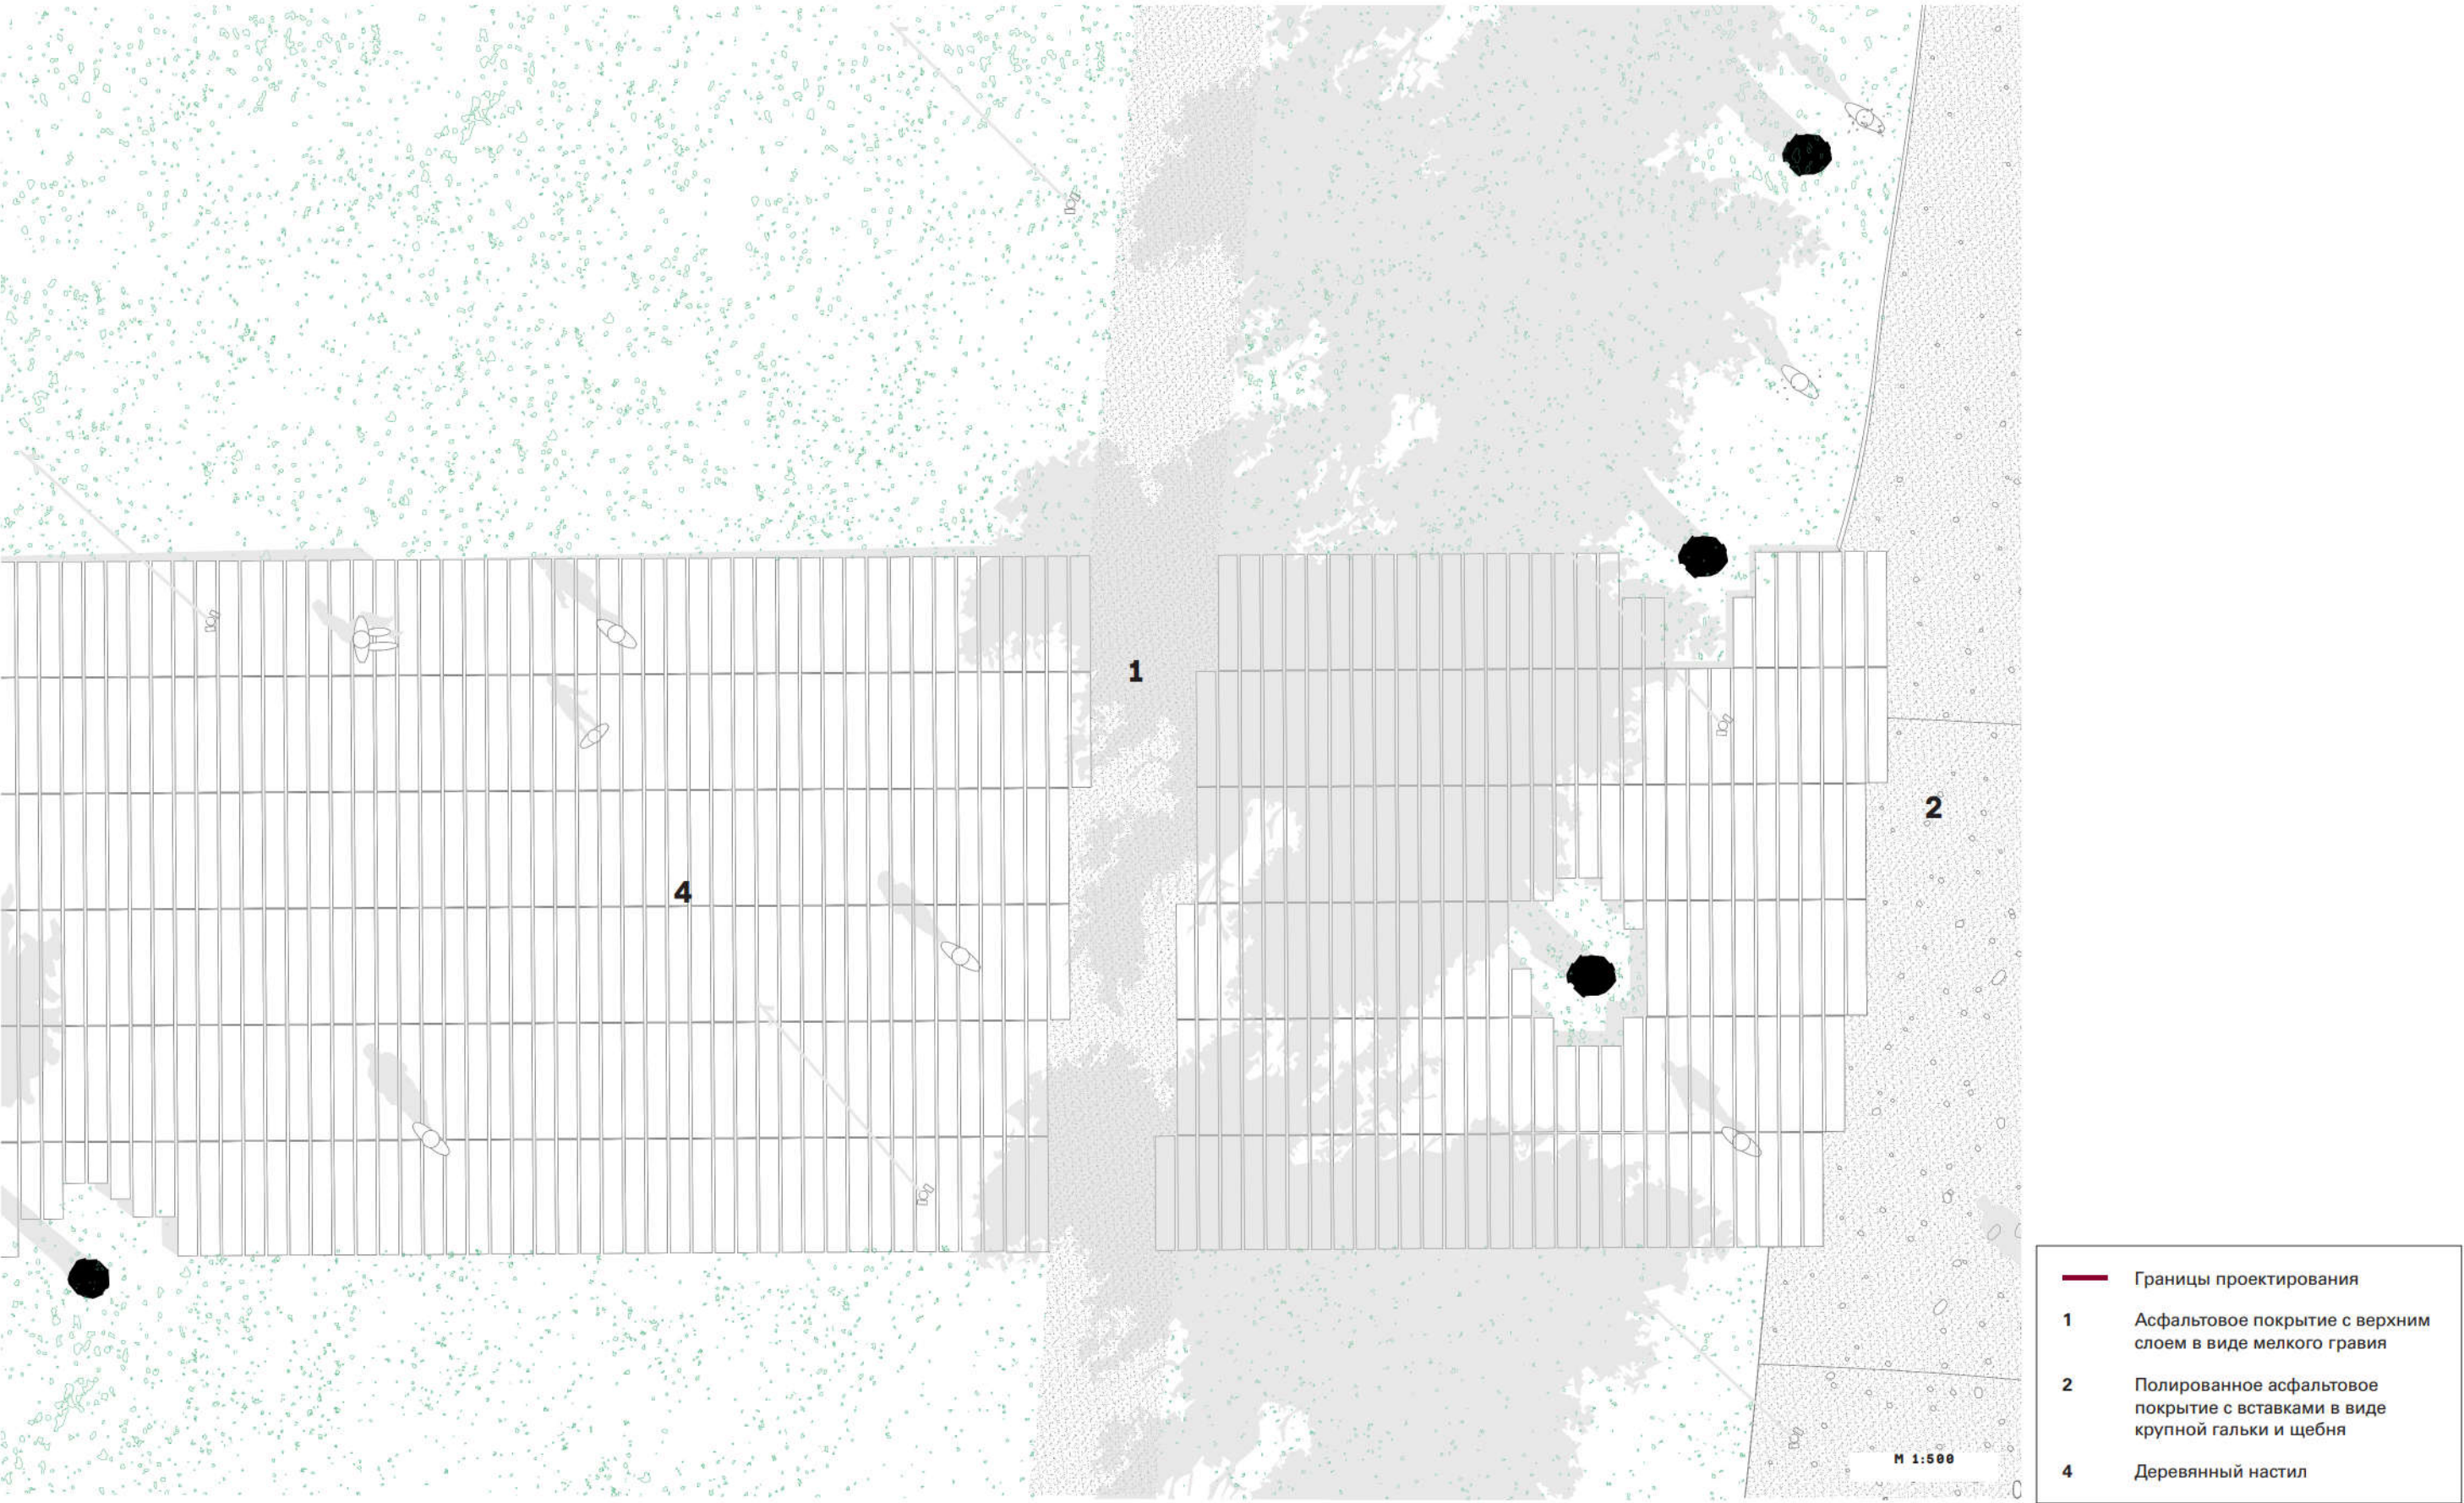 1
2
4
М 1:500
Границы проектирования
1 Асфальтовое покрытие с верхним
слоем в виде мелкого гравия
2 Полированное асфальтовое
покрытие с вставками в виде
крупной гальки и щебня
4 Деревянный настил